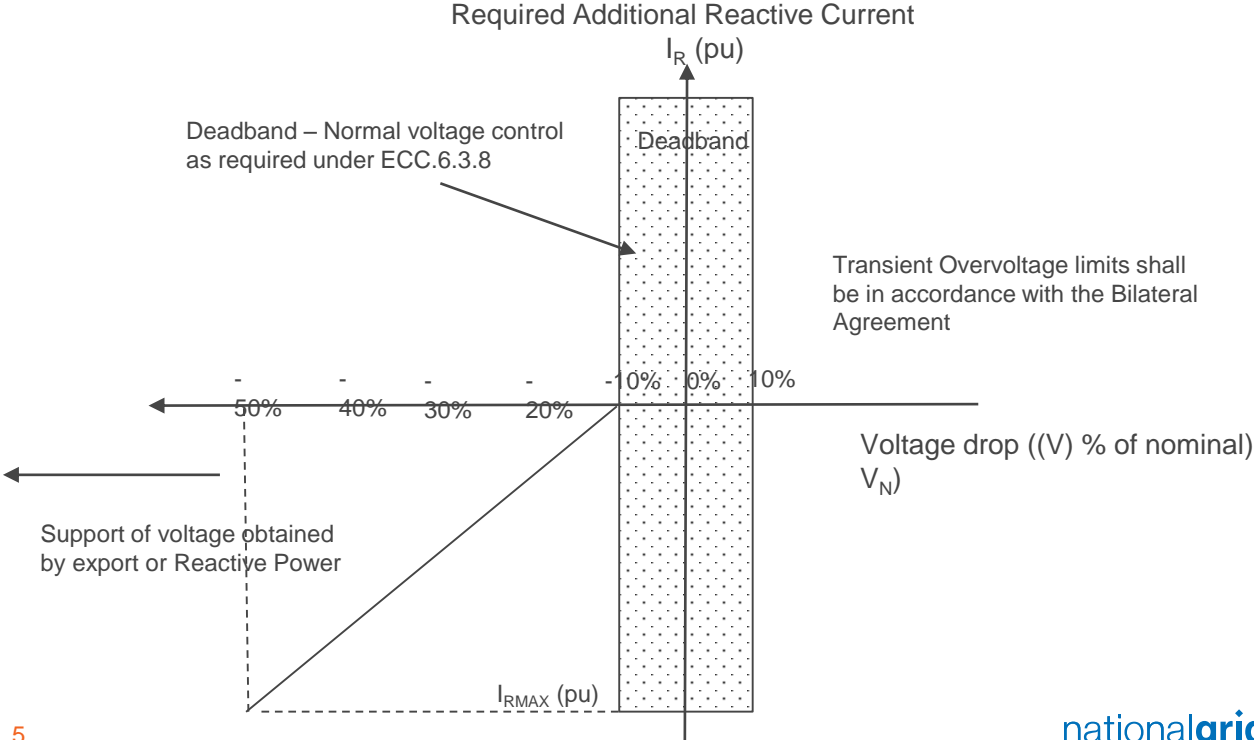 Required Additional Reactive Current
I_R (pu)
Deadband – Normal voltage control
as required under ECC.6.3.8
Deadband
Transient Overvoltage limits shall
be in accordance with the Bilateral
Agreement
- - - - -10% 0% 10%
50% 40% 30% 20%
Voltage drop ((V) % of nominal)
V_N)
Support of voltage obtained
by export or Reactive Power
I_RMAX (pu)
5
nationalgrid